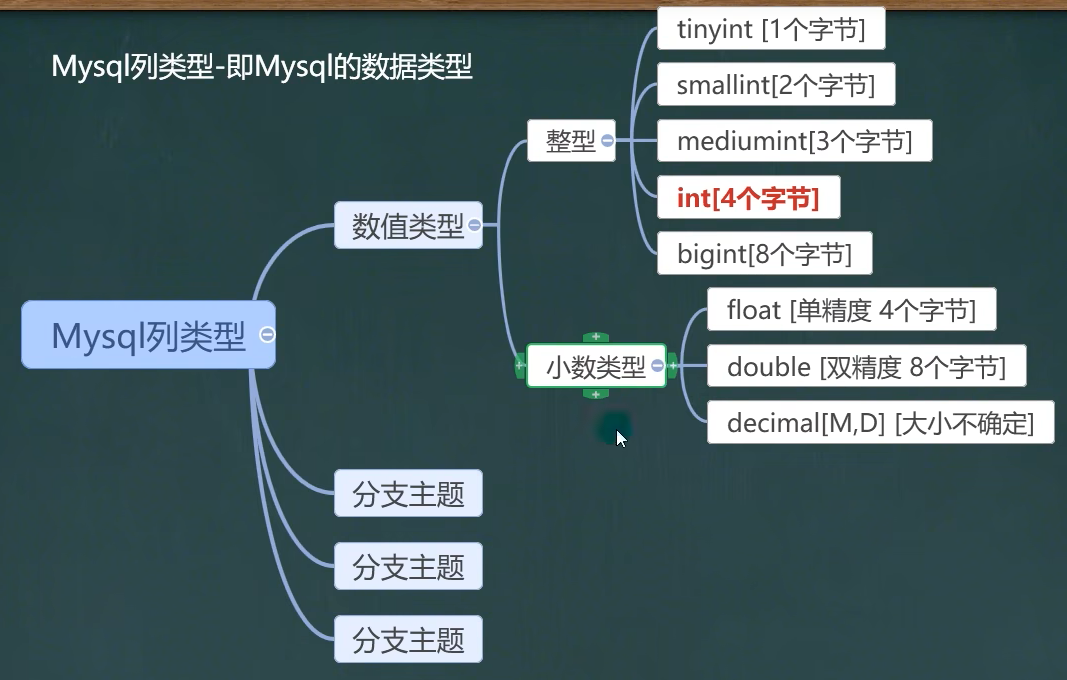 Mysql列类型-即Mysql的数据类型
Mysql列类型
数值类型
整型
tinyint [1个字节]
smallint[2个字节]
mediumint[3个字节]
int[4个字节]
bigint[8个字节]
小数类型
float [单精度 4个字节]
double [双精度 8个字节]
decimal[M,D] [大小不确定]
分支主题
分支主题
分支主题